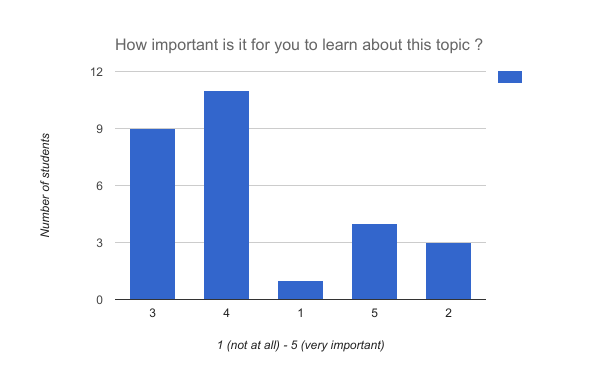 How important is it for you to learn about this topic ?
12
9
6
3
0
Number of students
3 4 1 5 2
1 (not at all) - 5 (very important)